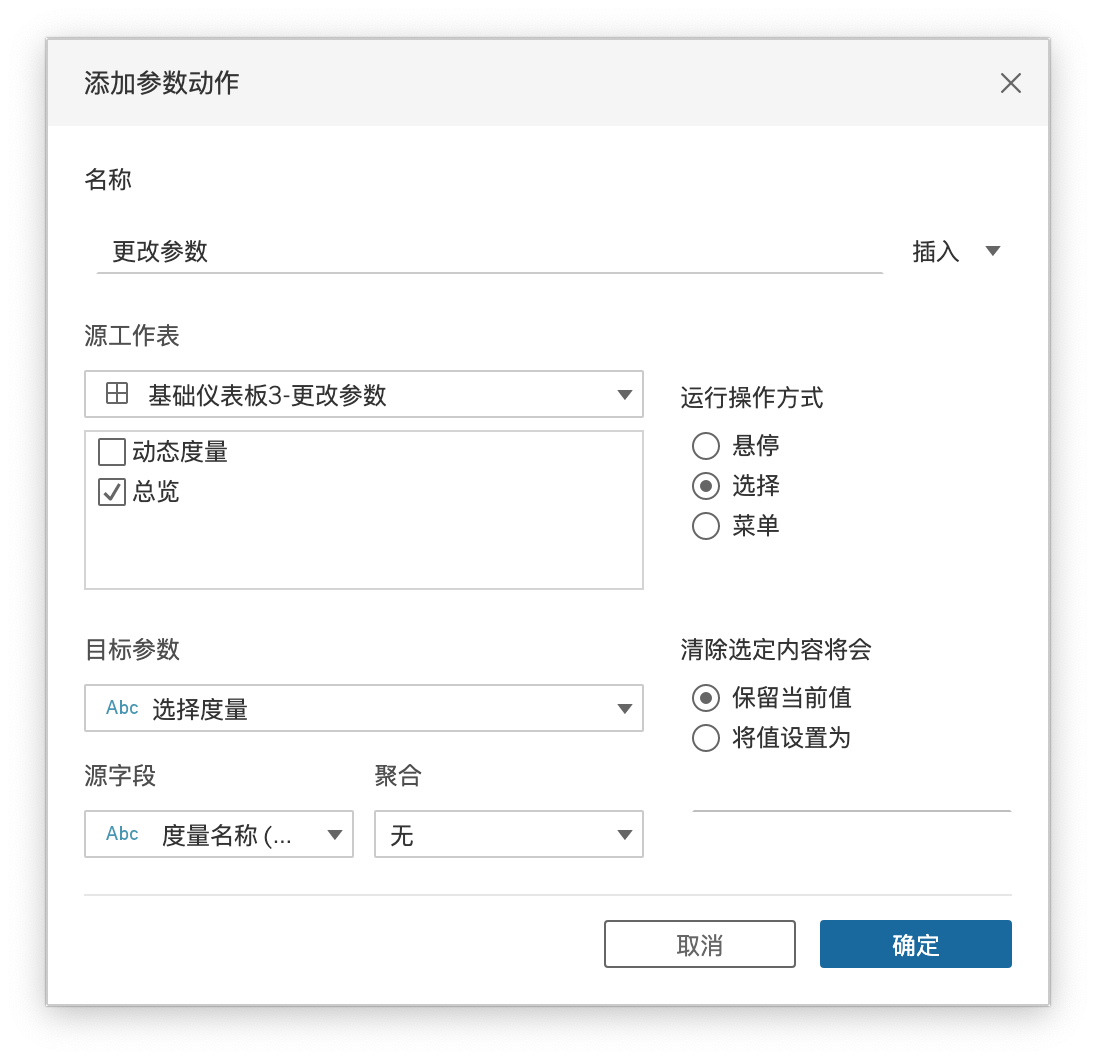 添加参数动作
名称
更改参数
插入
源工作表
基础仪表板3-更改参数
动态度量
总览
运行操作方式
悬停
选择
菜单
目标参数
Abc 选择度量
源字段
聚合
Abc 度量名称 (...
无
清除选定内容将会
保留当前值
将值设置为
取消
确定